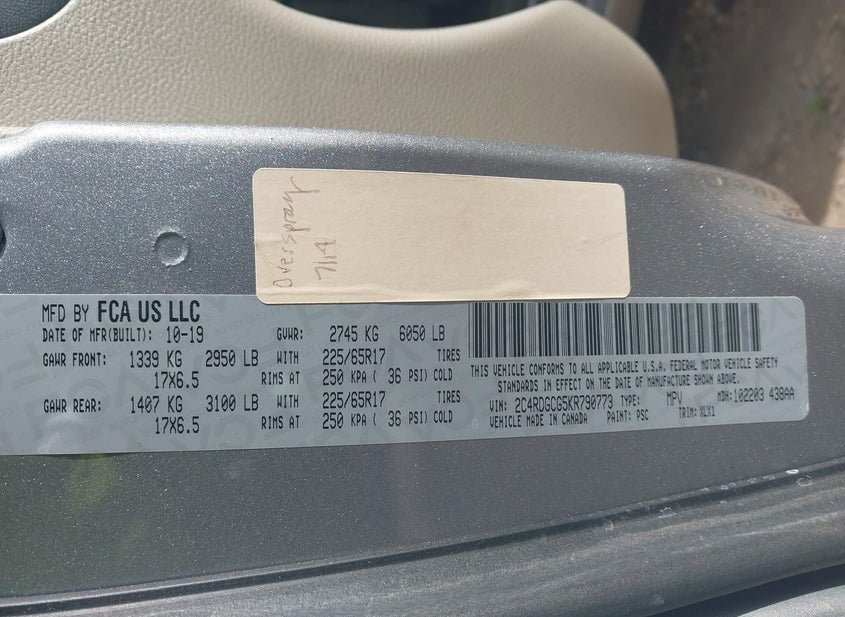 Overspray
7/14
MFD BY FCA US LLC
DATE OF MFR(BUILT): 10-19 GVWR: 2745 KG 6050 LB
GAWR FRONT: 1339 KG 2950 LB WITH 225/65R17 TIRES
17X6.5 RIMS AT 250 KPA ( 36 PSI) COLD
GAWR REAR: 1407 KG 3100 LB WITH 225/65R17 TIRES
17X6.5 RIMS AT 250 KPA ( 36 PSI) COLD
THIS VEHICLE CONFORMS TO ALL APPLICABLE U.S.A. FEDERAL MOTOR VEHICLE SAFETY
STANDARDS IN EFFECT ON THE DATE OF MANUFACTURE SHOWN ABOVE.
VIN: 2C4RDGCG5KR790773 TYPE: MPV MDH: 102203 438AA
VEHICLE MADE IN CANADA PAINT: PSC TRIM: XLX1